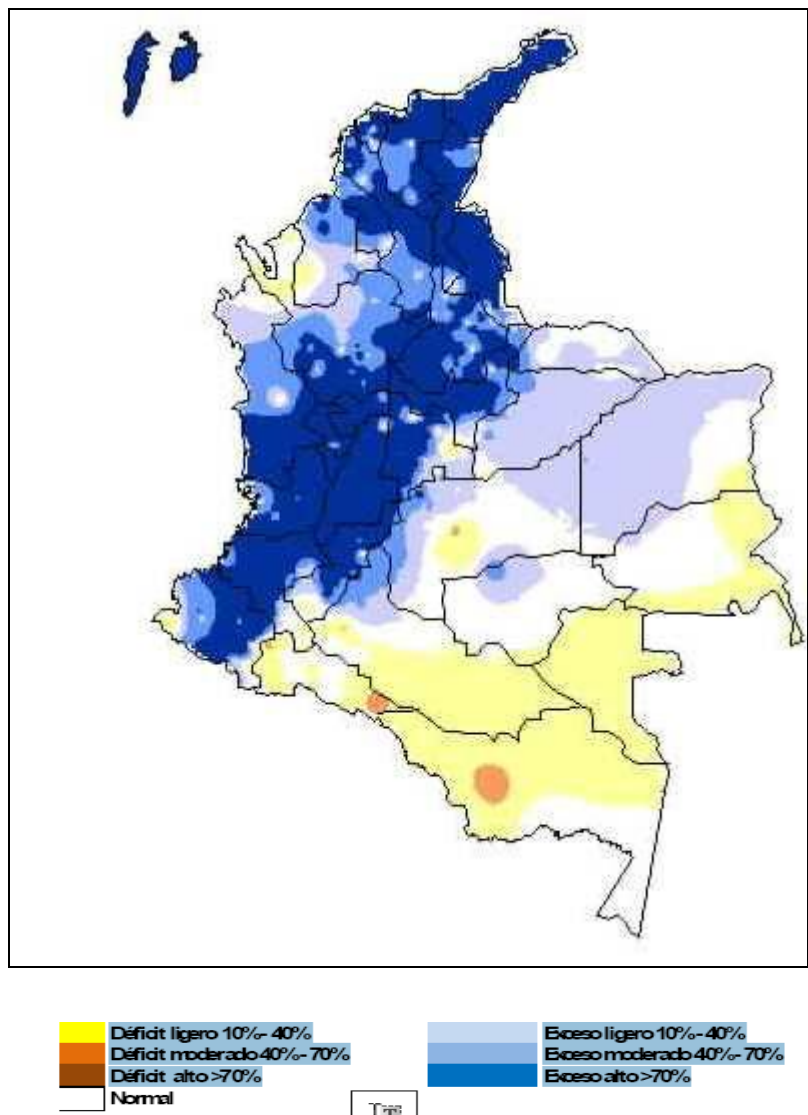 Déficit ligero 10%- 40%
Déficit moderado 40%- 70%
Déficit alto >70%
Normal
Exceso ligero 10%- 40%
Exceso moderado 40%- 70%
Exceso alto >70%